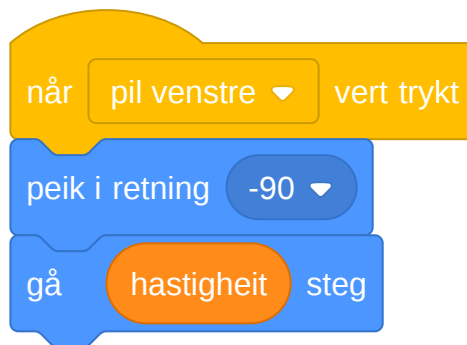 når pil venstre vert trykt
peik i retning -90
gå hastigheit steg